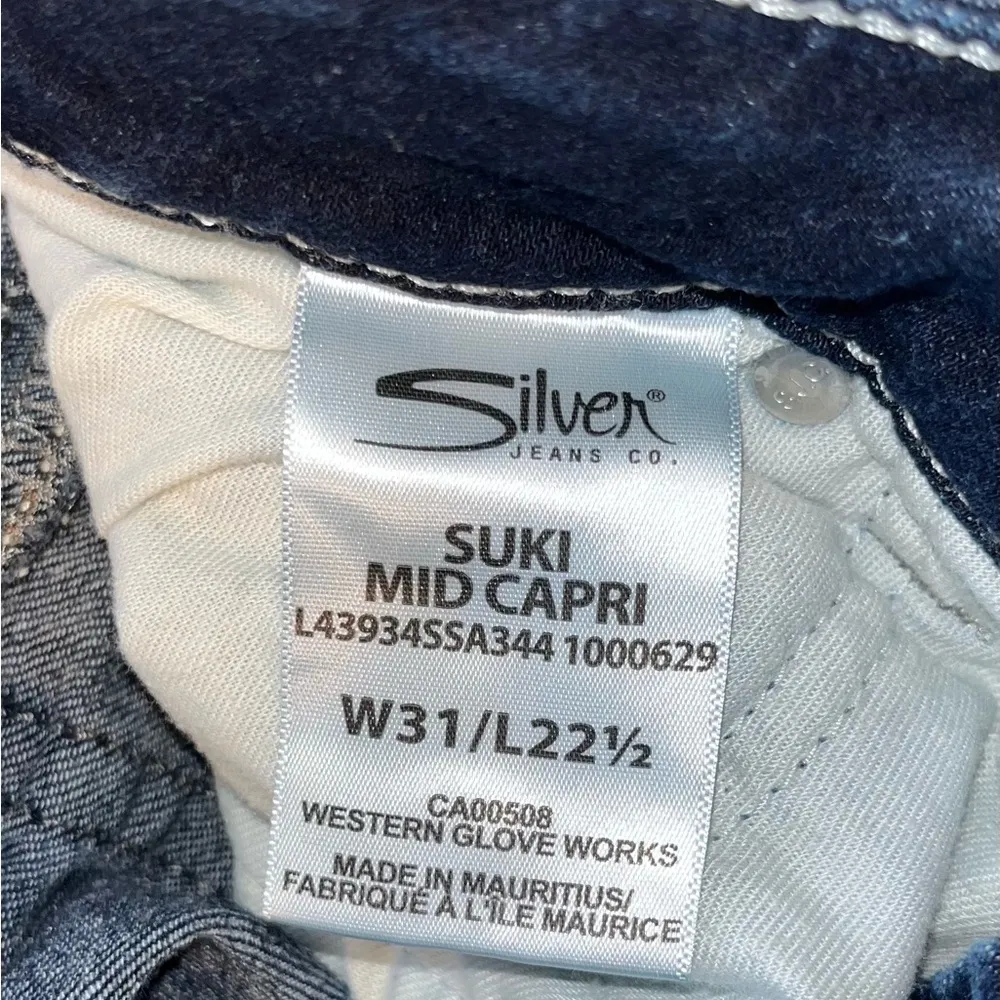 Silver®
JEANS CO.
SUKI
MID CAPRI
L43934SSA344 1000629
W31/L22½
CA00508
WESTERN GLOVE WORKS
MADE IN MAURITIUS/
FABRIQUÉ À L'ÎLE MAURICE